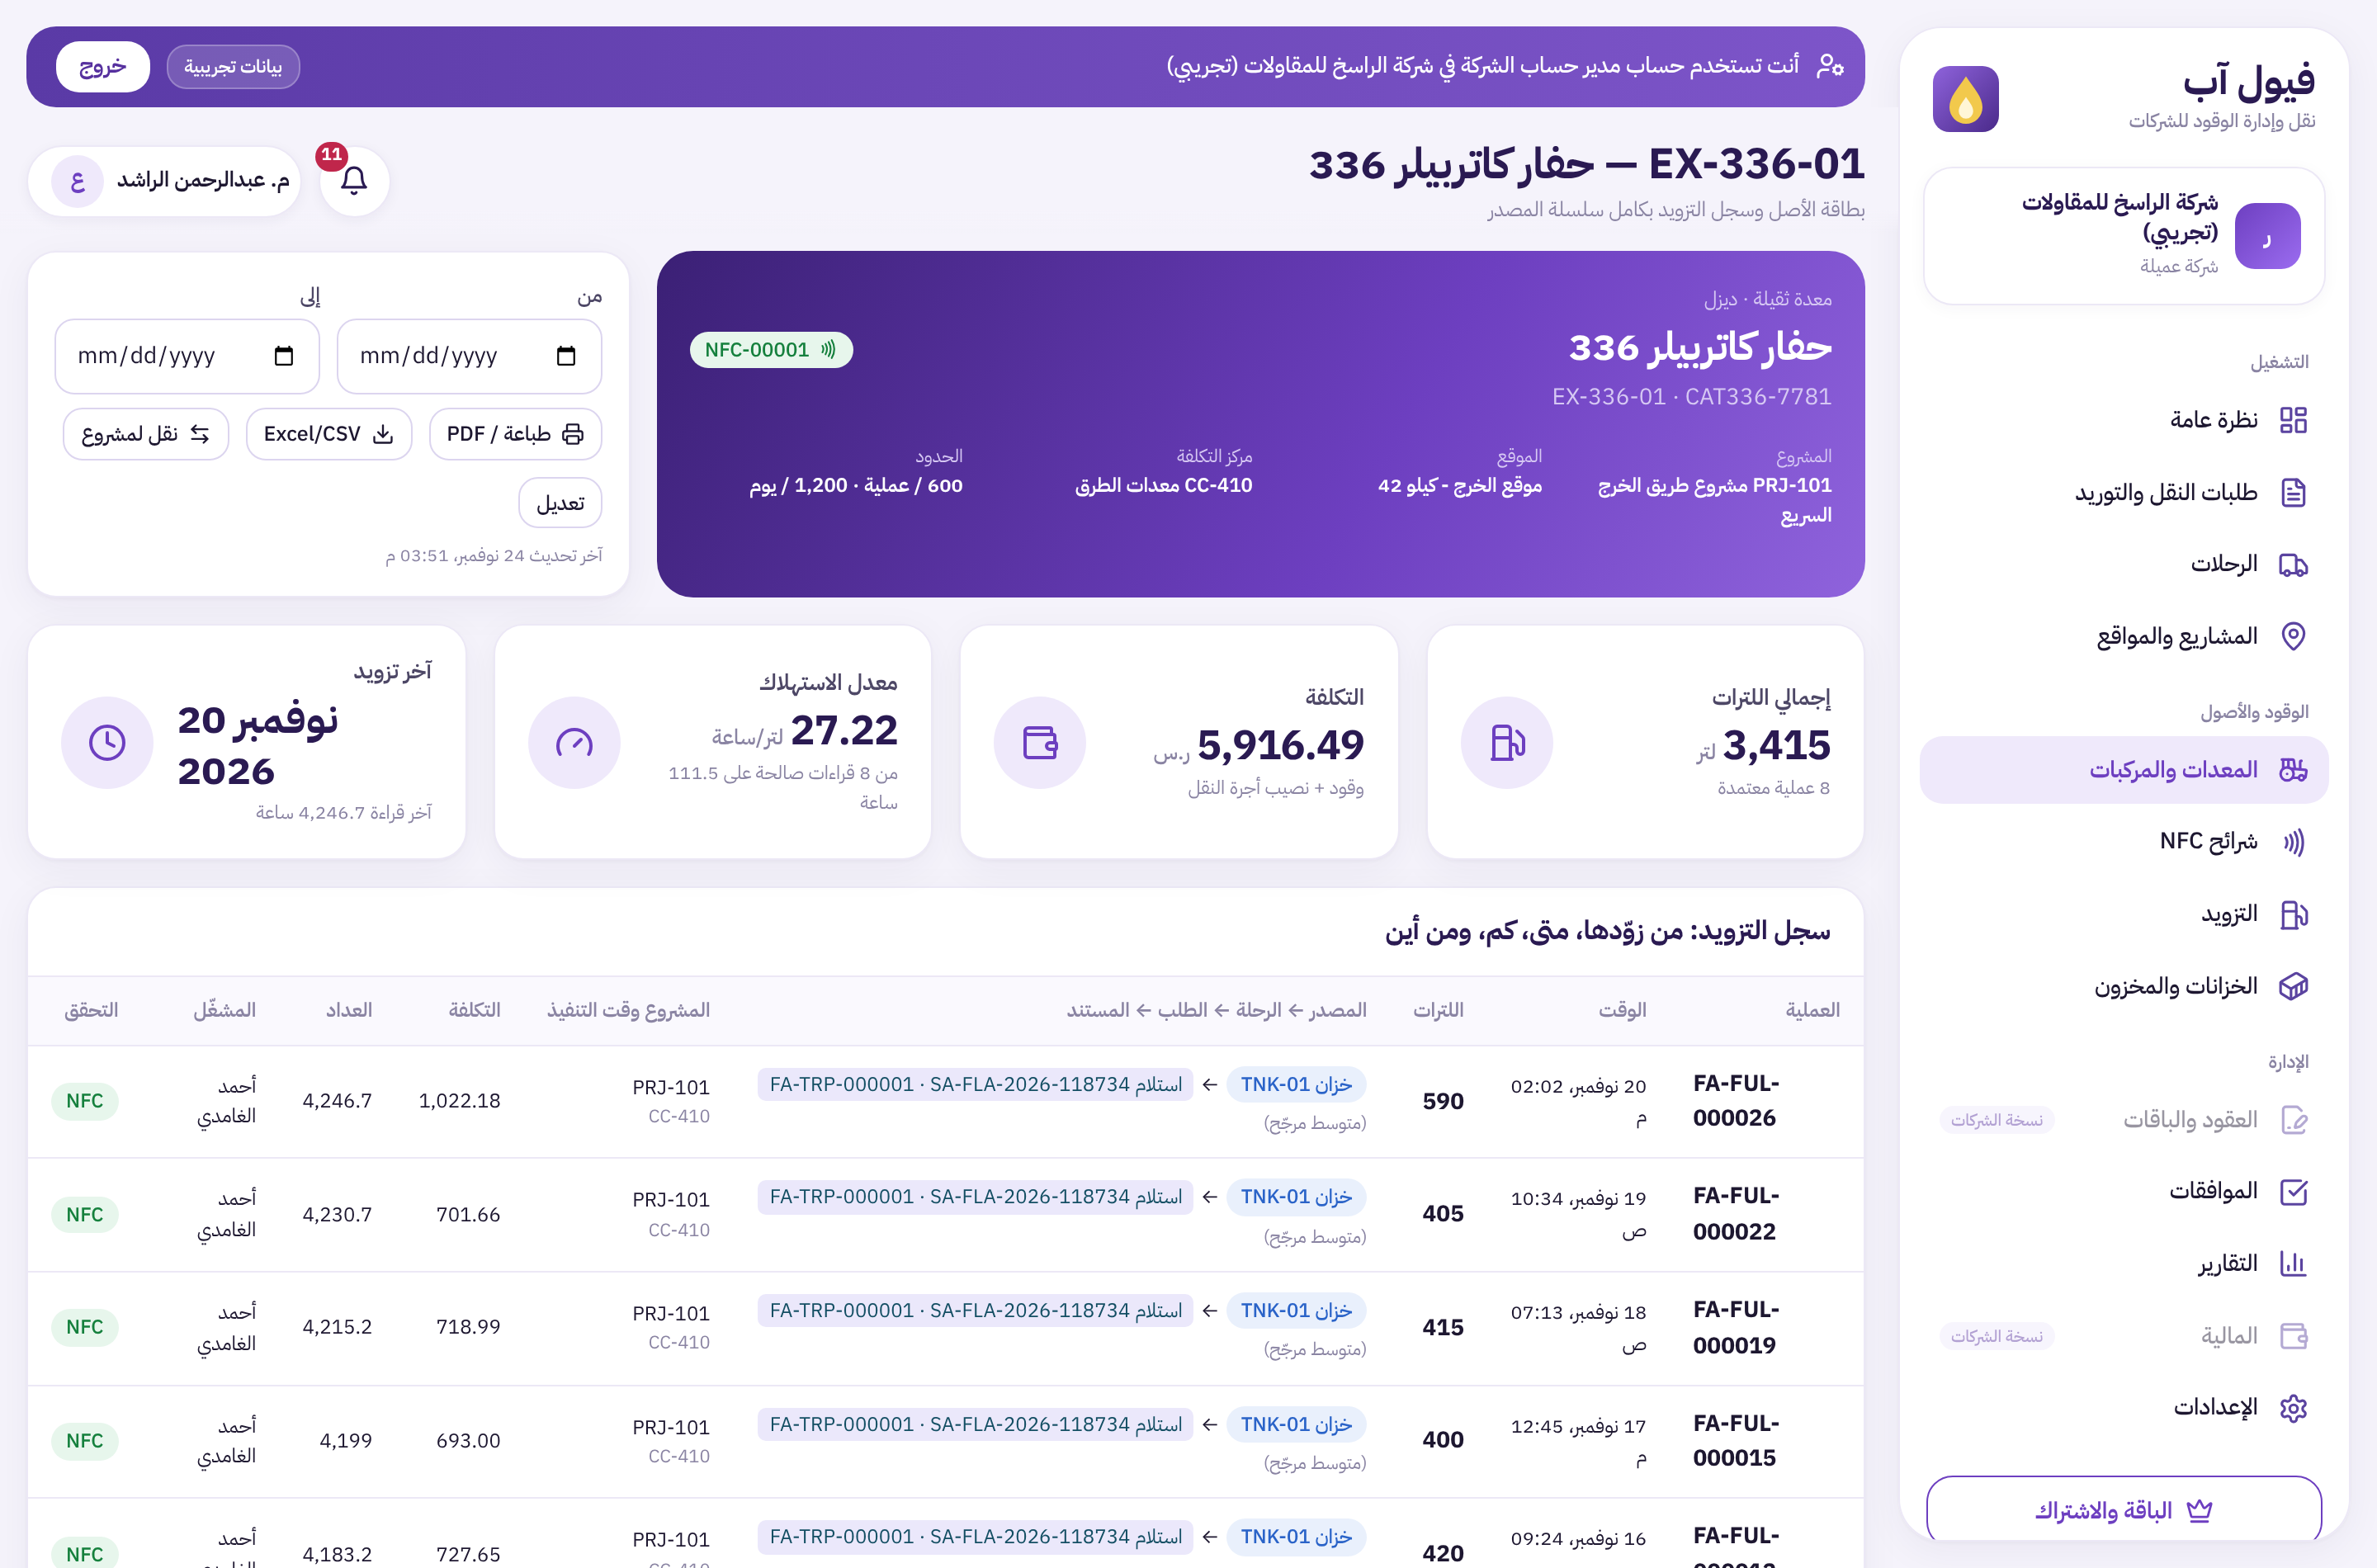 فيول آب
نقل وإدارة الوقود للشركات
ر
شركة الراسخ للمقاولات
(تجريبي)
شركة عميلة
التشغيل
نظرة عامة
طلبات النقل والتوريد
الرحلات
المشاريع والمواقع
الوقود والأصول
المعدات والمركبات
شرائح NFC
التزويد
الخزانات والمخزون
الإدارة
العقود والباقات نسخة الشركات
الموافقات
التقارير
المالية نسخة الشركات
الإعدادات
الباقة والاشتراك
أنت تستخدم حساب مدير حساب الشركة في شركة الراسخ للمقاولات (تجريبي) بيانات تجريبية خروج
EX-336-01 — حفار كاتربيلر 336
بطاقة الأصل وسجل التزويد بكامل سلسلة المصدر
11
م. عبدالرحمن الراشد ع
معدة ثقيلة · ديزل
حفار كاتربيلر 336
NFC-00001
EX-336-01 · CAT336-7781
المشروع الموقع مركز التكلفة الحدود
PRJ-101 مشروع طريق الخرج موقع الخرج - كيلو 42 CC-410 معدات الطرق 600 / عملية · 1,200 / يوم
السريع
من إلى
mm/dd/yyyy mm/dd/yyyy
طباعة / PDF Excel/CSV نقل لمشروع
تعديل
آخر تحديث 24 نوفمبر، 03:51 م
إجمالي اللترات
3,415 لتر
8 عملية معتمدة
التكلفة
5,916.49 ر.س
وقود + نصيب أجرة النقل
معدل الاستهلاك
27.22 لتر/ساعة
من 8 قراءات صالحة على 111.5
ساعة
آخر تزويد
20 نوفمبر
2026
آخر قراءة 4,246.7 ساعة
سجل التزويد: من زوّدها، متى، كم، ومن أين
العملية الوقت اللترات المصدر ← الرحلة ← الطلب ← المستند المشروع وقت التنفيذ التكلفة العداد المشغّل التحقق
FA-FUL- 20 نوفمبر، 02:02 590 خزان TNK-01 ← استلام FA-TRP-000001 · SA-FLA-2026-118734 PRJ-101 1,022.18 4,246.7 أحمد NFC
000026 م (متوسط مرجّح) CC-410 الغامدي
FA-FUL- 19 نوفمبر، 10:34 405 خزان TNK-01 ← استلام FA-TRP-000001 · SA-FLA-2026-118734 PRJ-101 701.66 4,230.7 أحمد NFC
000022 ص (متوسط مرجّح) CC-410 الغامدي
FA-FUL- 18 نوفمبر، 07:13 415 خزان TNK-01 ← استلام FA-TRP-000001 · SA-FLA-2026-118734 PRJ-101 718.99 4,215.2 أحمد NFC
000019 ص (متوسط مرجّح) CC-410 الغامدي
FA-FUL- 17 نوفمبر، 12:45 400 خزان TNK-01 ← استلام FA-TRP-000001 · SA-FLA-2026-118734 PRJ-101 693.00 4,199 أحمد NFC
000015 م (متوسط مرجّح) CC-410 الغامدي
FA-FUL- 16 نوفمبر، 09:24 420 خزان TNK-01 ← استلام FA-TRP-000001 · SA-FLA-2026-118734 PRJ-101 727.65 4,183.2 أحمد NFC